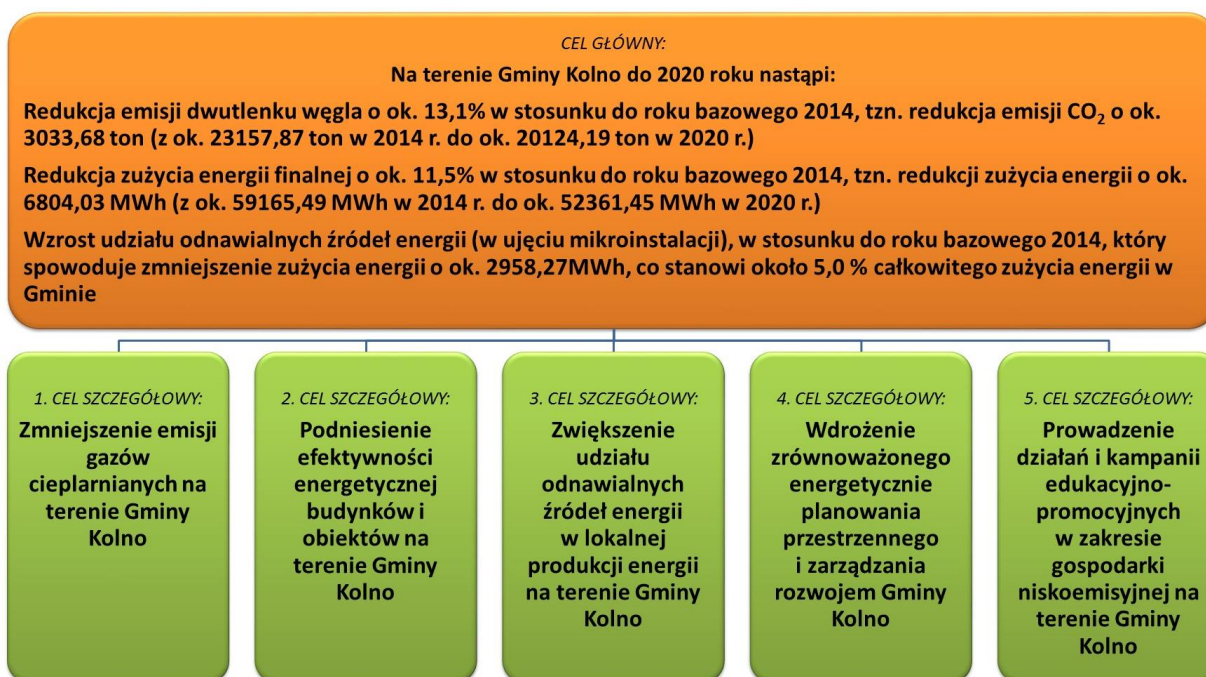 CEL GŁÓWNY:
Na terenie Gminy Kolno do 2020 roku nastąpi:
Redukcja emisji dwutlenku węgla o ok. 13,1% w stosunku do roku bazowego 2014, tzn. redukcja emisji CO₂ o ok.
3033,68 ton (z ok. 23157,87 ton w 2014 r. do ok. 20124,19 ton w 2020 r.)
Redukcja zużycia energii finalnej o ok. 11,5% w stosunku do roku bazowego 2014, tzn. redukcji zużycia energii o ok.
6804,03 MWh (z ok. 59165,49 MWh w 2014 r. do ok. 52361,45 MWh w 2020 r.)
Wzrost udziału odnawialnych źródeł energii (w ujęciu mikroinstalacji), w stosunku do roku bazowego 2014, który
spowoduje zmniejszenie zużycia energii o ok. 2958,27MWh, co stanowi około 5,0 % całkowitego zużycia energii w
Gminie
1. CEL SZCZEGÓŁOWY:
Zmniejszenie emisji
gazów
cieplarnianych na
terenie Gminy
Kolno
2. CEL SZCZEGÓŁOWY:
Podniesienie
efektywności
energetycznej
budynków i
obiektów na
terenie Gminy
Kolno
3. CEL SZCZEGÓŁOWY:
Zwiększenie
udziału
odnawialnych
źródeł energii
w lokalnej
produkcji energii
na terenie Gminy
Kolno
4. CEL SZCZEGÓŁOWY:
Wdrożenie
zrównoważonego
energetycznie
planowania
przestrzennego
i zarządzania
rozwojem Gminy
Kolno
5. CEL SZCZEGÓŁOWY:
Prowadzenie
działań i kampanii
edukacyjno-
promocyjnych
w zakresie
gospodarki
niskoemisyjnej na
terenie Gminy
Kolno